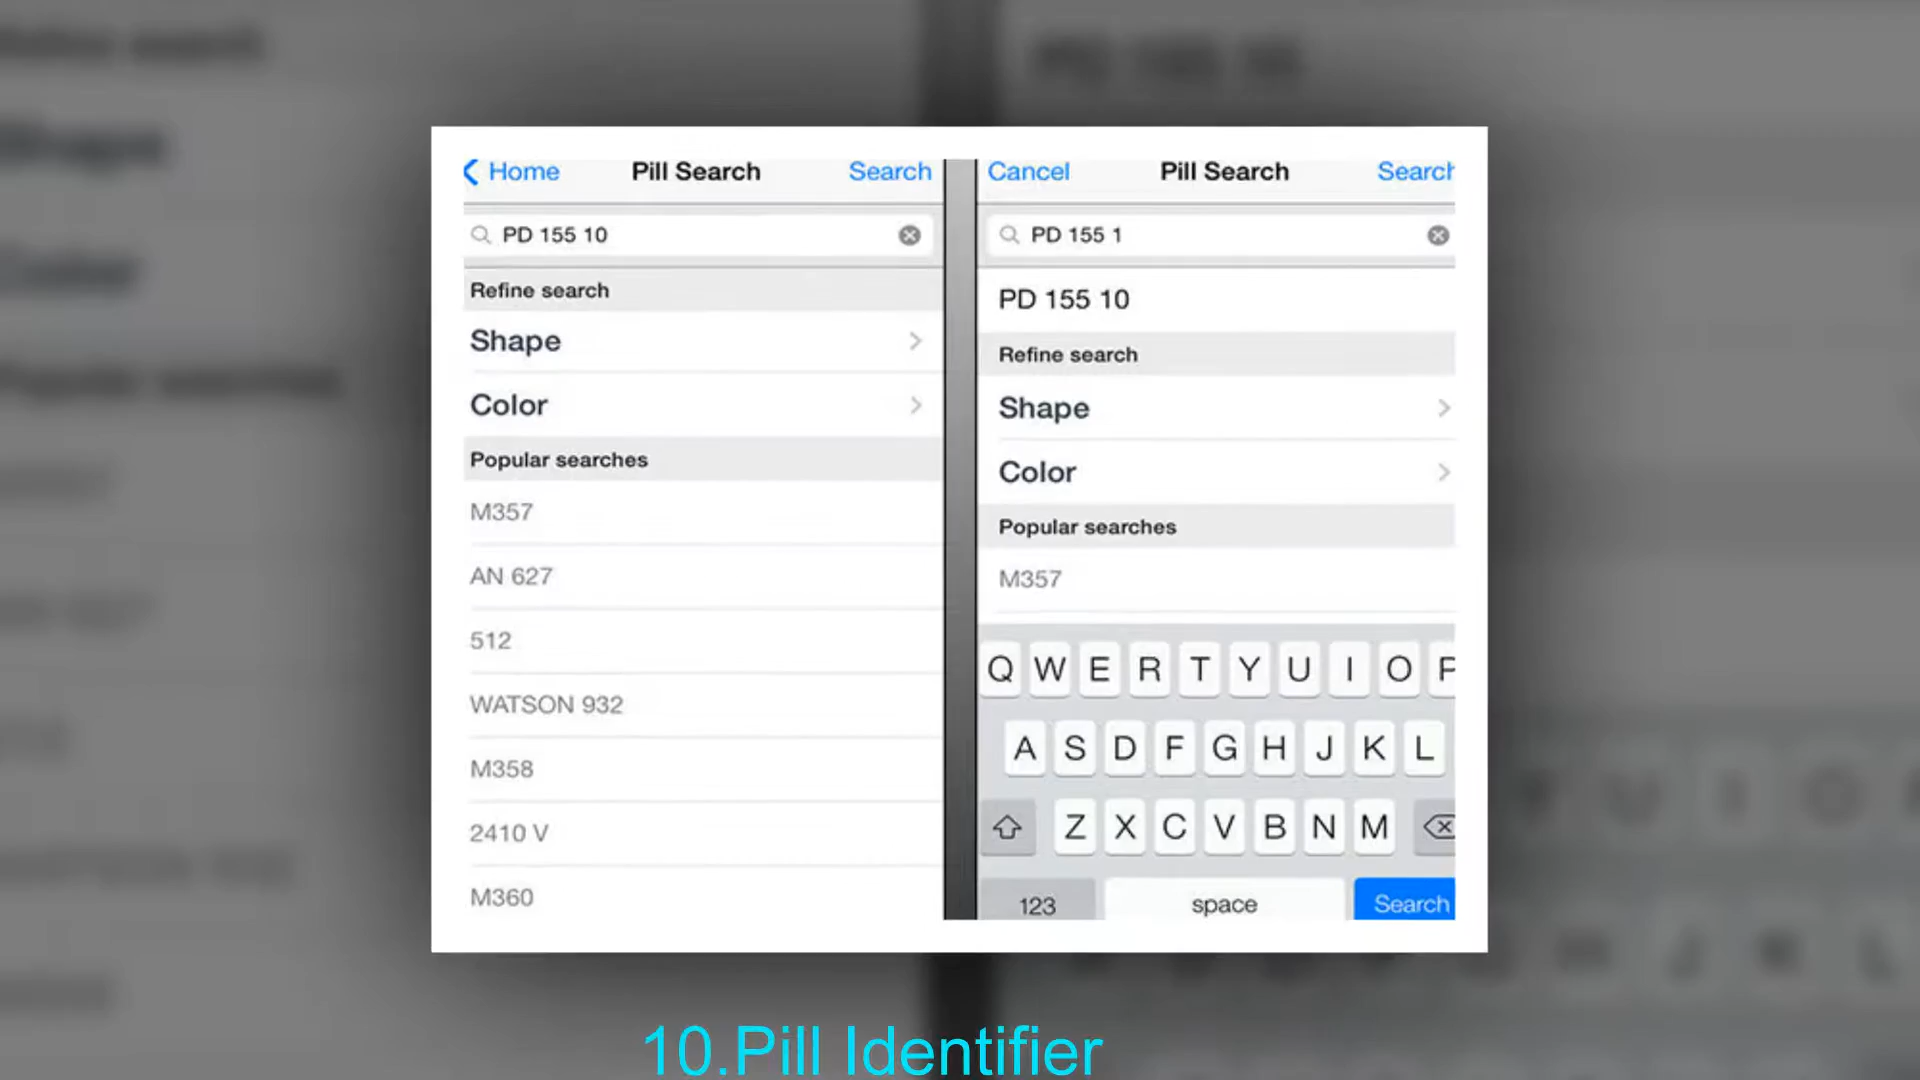 Home Pill Search Search
PD 155 10
Refine search
Shape
Color
Popular searches
M357
AN 627
512
WATSON 932
M358
2410 V
M360
Cancel Pill Search Search
PD 155 1
PD 155 10
Refine search
Shape
Color
Popular searches
M357
Q W E R T Y U I O P
A S D F G H J K L
Z X C V B N M
123 space Search
10.Pill Identifier